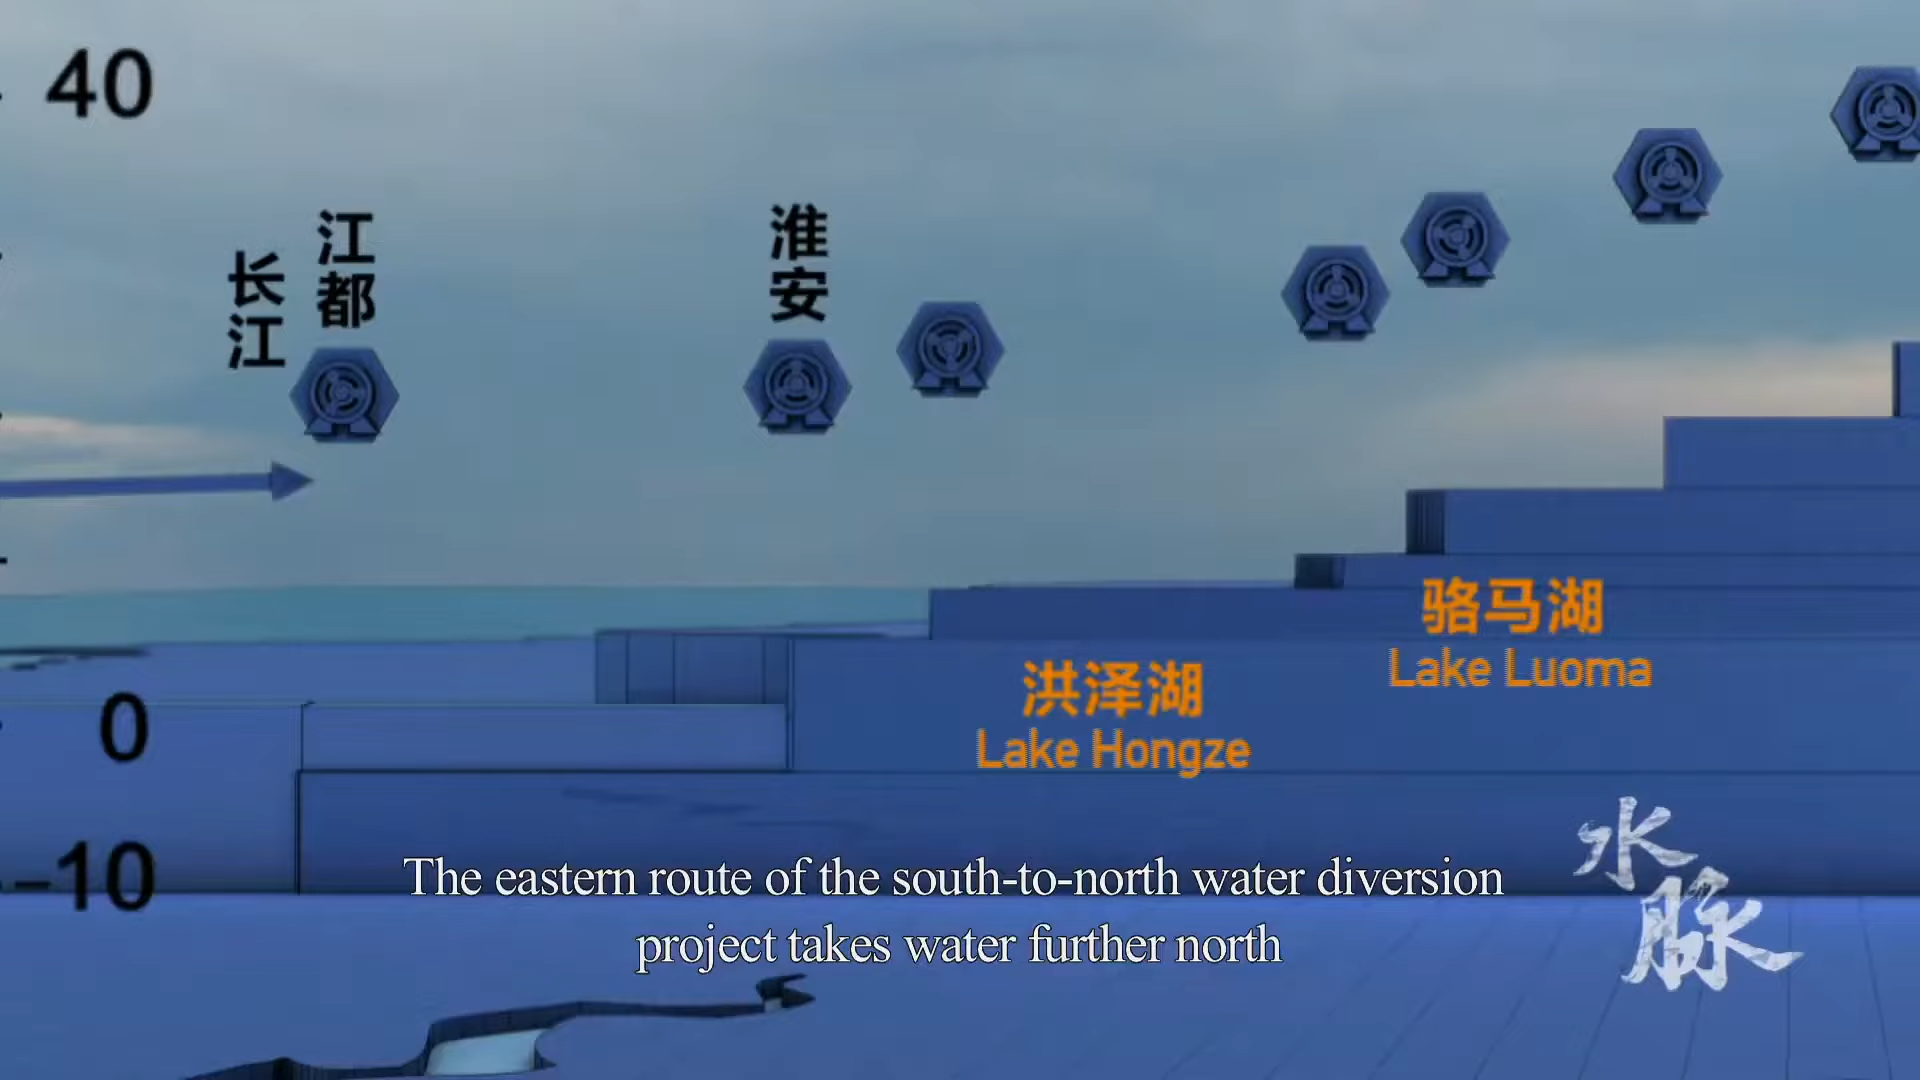 40
长江
江都
淮安
骆马湖
Lake Luoma
洪泽湖
Lake Hongze
0
-10
The eastern route of the south-to-north water diversion
project takes water further north
水脉